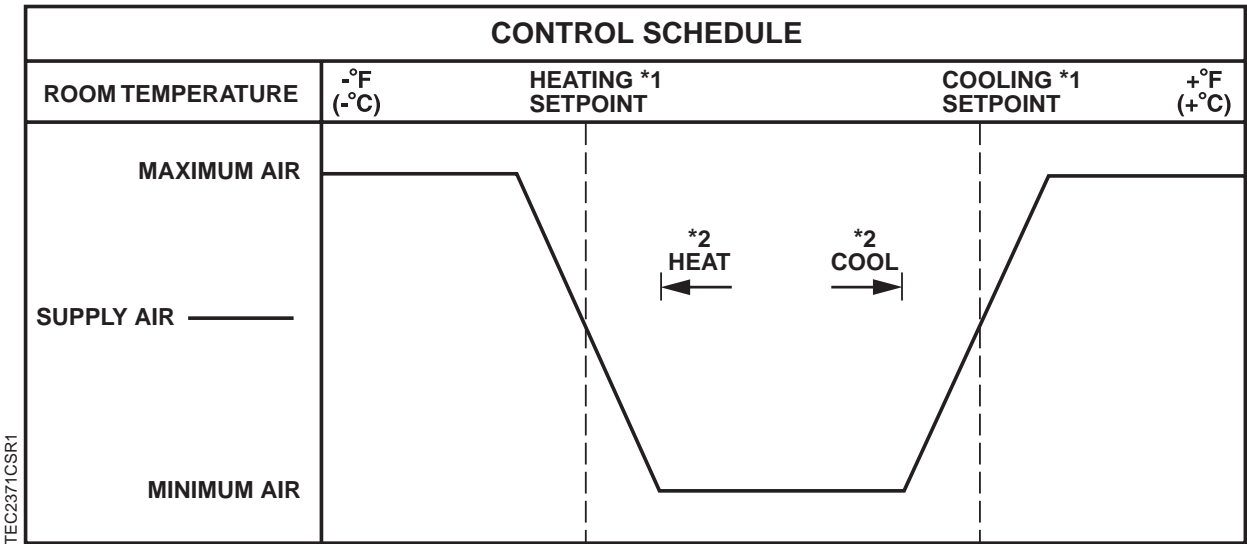 CONTROL SCHEDULE
ROOM TEMPERATURE
-°F
(-°C)
HEATING *1
SETPOINT
COOLING *1
SETPOINT
+°F
(+°C)
MAXIMUM AIR
*2
HEAT
*2
COOL
SUPPLY AIR
MINIMUM AIR
TEC2371CSR1